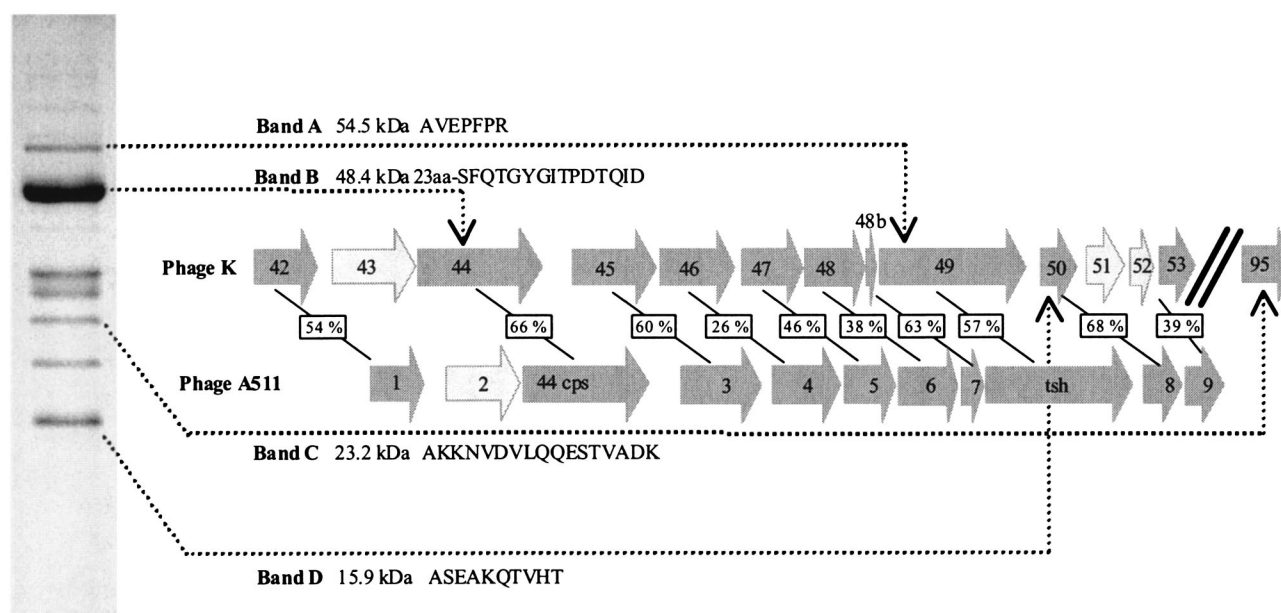 Band A 54.5 kDa AVEPFPR
Band B 48.4 kDa 23aa-SFQTGYGITPDTQID
48b
Phage K 42 43 44 45 46 47 48 49 50 51 52 53 95
54 % 66 % 60 % 26 % 46 % 38 % 63 % 57 % 68 % 39 %
Phage A511 1 2 44 cps 3 4 5 6 7 tsh 8 9
Band C 23.2 kDa AKKNVDVLQQESTVADK
Band D 15.9 kDa ASEAKQTVHT